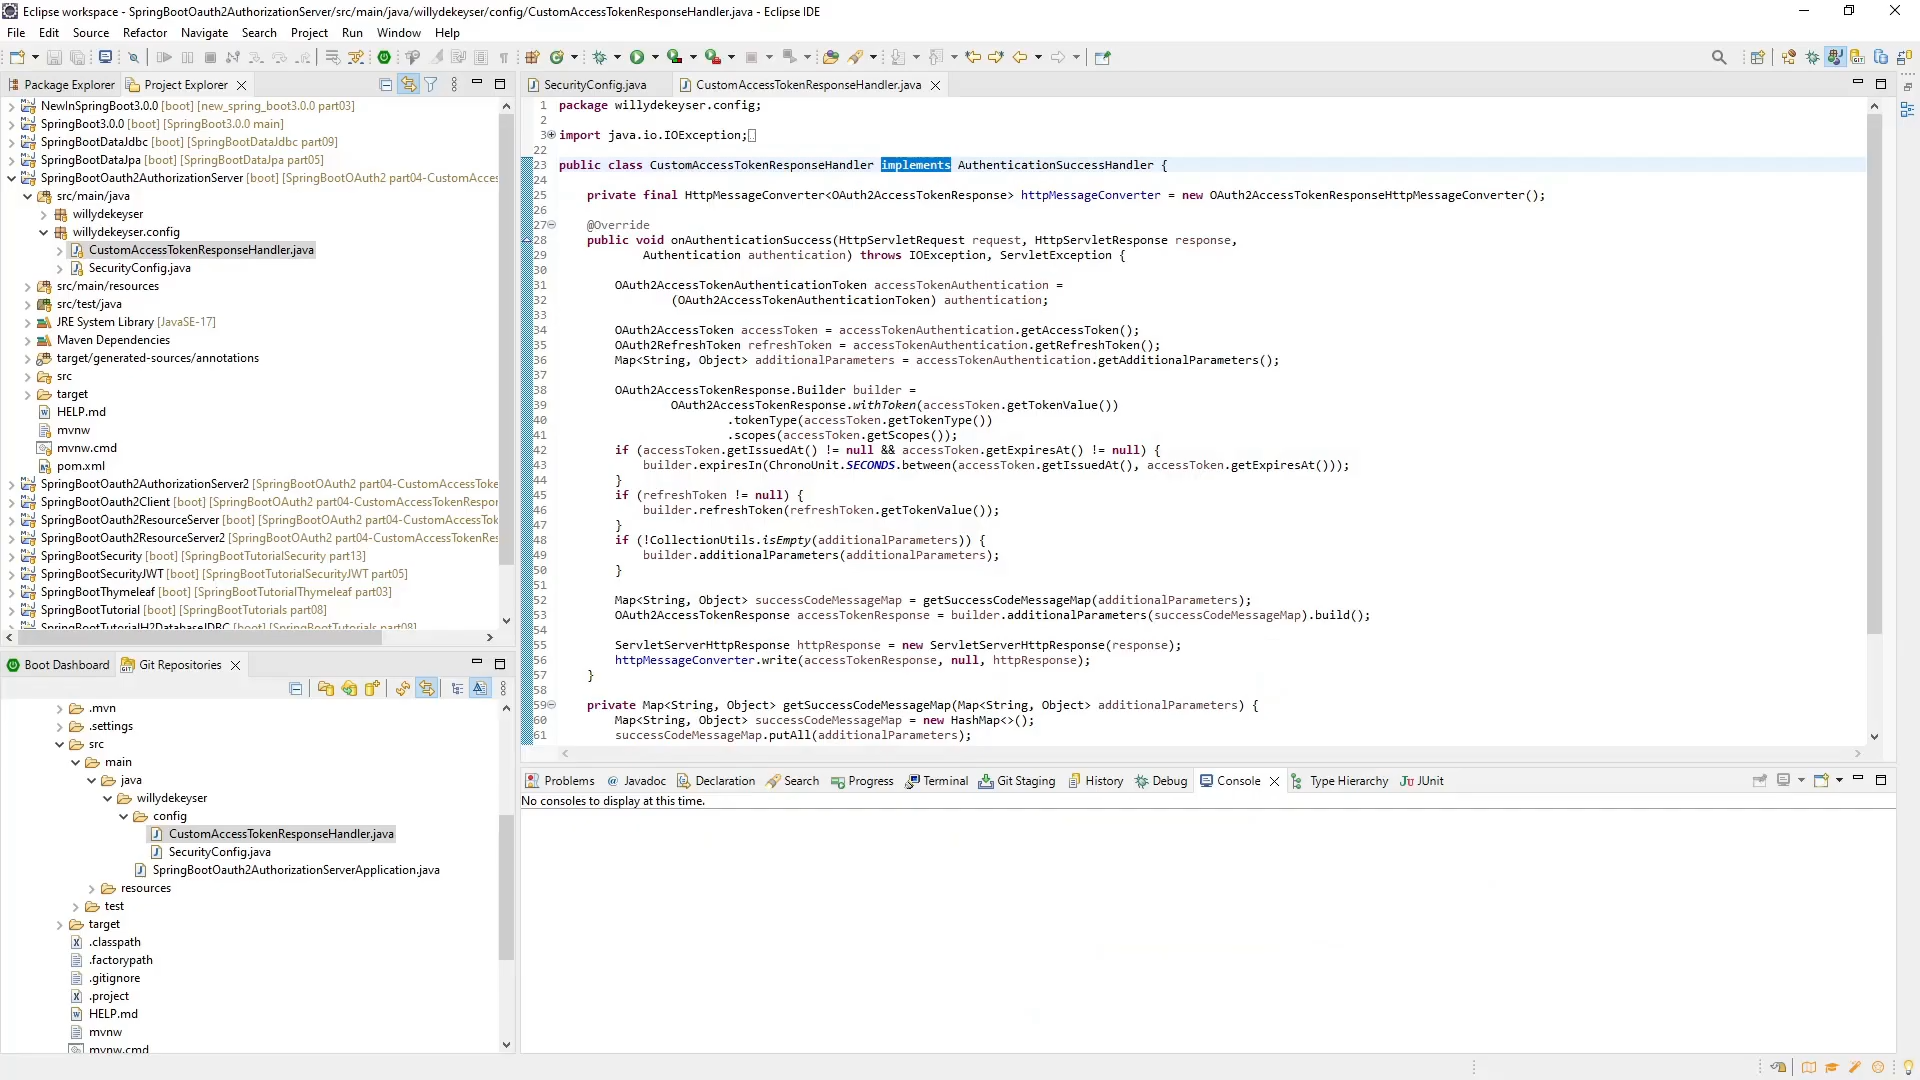 Eclipse workspace - SpringBootOauth2AuthorizationServer/src/main/java/willydekeyser/config/CustomAccessTokenResponseHandler.java - Eclipse IDE
File Edit Source Refactor Navigate Search Project Run Window Help
Package Explorer Project Explorer
NewInSpringBoot3.0.0 [boot] [new_spring_boot3.0.0 part03]
SpringBoot3.0.0 [boot] [SpringBoot3.0.0 main]
SpringBootDataJdbc [boot] [SpringBootDataJdbc part09]
SpringBootDataJpa [boot] [SpringBootDataJpa part05]
SpringBootOauth2AuthorizationServer [boot] [SpringBootOAuth2 part04-CustomAcces
src/main/java
willydekeyser
willydekeyser.config
CustomAccessTokenResponseHandler.java
SecurityConfig.java
src/main/resources
src/test/java
JRE System Library [JavaSE-17]
Maven Dependencies
target/generated-sources/annotations
src
target
HELP.md
mvnw
mvnw.cmd
pom.xml
SpringBootOauth2AuthorizationServer2 [SpringBootOAuth2 part04-CustomAccessToke
SpringBootOauth2Client [boot] [SpringBootOAuth2 part04-CustomAccessTokenRespor
SpringBootOauth2ResourceServer [boot] [SpringBootOAuth2 part04-CustomAccessTok
SpringBootOauth2ResourceServer2 [SpringBootOAuth2 part04-CustomAccessTokenRes
SpringBootSecurity [boot] [SpringBootTutorialSecurity part13]
SpringBootSecurityJWT [boot] [SpringBootTutorialSecurityJWT part05]
SpringBootThymeleaf [boot] [SpringBootTutorialThymeleaf part03]
SpringBootTutorial [boot] [SpringBootTutorials part08]
SpringBootTutorialH2DatabaseJDBC [boot] [SpringBootTutorials part08]
Boot Dashboard Git Repositories
.mvn
.settings
src
main
java
willydekeyser
config
CustomAccessTokenResponseHandler.java
SecurityConfig.java
SpringBootOauth2AuthorizationServerApplication.java
resources
test
target
.classpath
.factorypath
.gitignore
.project
HELP.md
mvnw
mvnw.cmd
SecurityConfig.java CustomAccessTokenResponseHandler.java
1 package willydekeyser.config;
2
3 import java.io.IOException;
22
23 public class CustomAccessTokenResponseHandler implements AuthenticationSuccessHandler {
24
25 private final HttpMessageConverter<OAuth2AccessTokenResponse> httpMessageConverter = new OAuth2AccessTokenResponseHttpMessageConverter();
26
27 @Override
28 public void onAuthenticationSuccess(HttpServletRequest request, HttpServletResponse response,
29 Authentication authentication) throws IOException, ServletException {
30
31 OAuth2AccessTokenAuthenticationToken accessTokenAuthentication =
32 (OAuth2AccessTokenAuthenticationToken) authentication;
33
34 OAuth2AccessToken accessToken = accessTokenAuthentication.getAccessToken();
35 OAuth2RefreshToken refreshToken = accessTokenAuthentication.getRefreshToken();
36 Map<String, Object> additionalParameters = accessTokenAuthentication.getAdditionalParameters();
37
38 OAuth2AccessTokenResponse.Builder builder =
39 OAuth2AccessTokenResponse.withToken(accessToken.getTokenValue())
40 .tokenType(accessToken.getTokenType())
41 .scopes(accessToken.getScopes());
42 if (accessToken.getIssuedAt() != null && accessToken.getExpiresAt() != null) {
43 builder.expiresIn(ChronoUnit.SECONDS.between(accessToken.getIssuedAt(), accessToken.getExpiresAt()));
44 }
45 if (refreshToken != null) {
46 builder.refreshToken(refreshToken.getTokenValue());
47 }
48 if (!CollectionUtils.isEmpty(additionalParameters)) {
49 builder.additionalParameters(additionalParameters);
50 }
51
52 Map<String, Object> successCodeMessageMap = getSuccessCodeMessageMap(additionalParameters);
53 OAuth2AccessTokenResponse accessTokenResponse = builder.additionalParameters(successCodeMessageMap).build();
54
55 ServletServerHttpResponse httpResponse = new ServletServerHttpResponse(response);
56 httpMessageConverter.write(accessTokenResponse, null, httpResponse);
57 }
58
59 private Map<String, Object> getSuccessCodeMessageMap(Map<String, Object> additionalParameters) {
60 Map<String, Object> successCodeMessageMap = new HashMap<>();
61 successCodeMessageMap.putAll(additionalParameters);
Problems Javadoc Declaration Search Progress Terminal Git Staging History Debug Console Type Hierarchy JUnit
No consoles to display at this time.